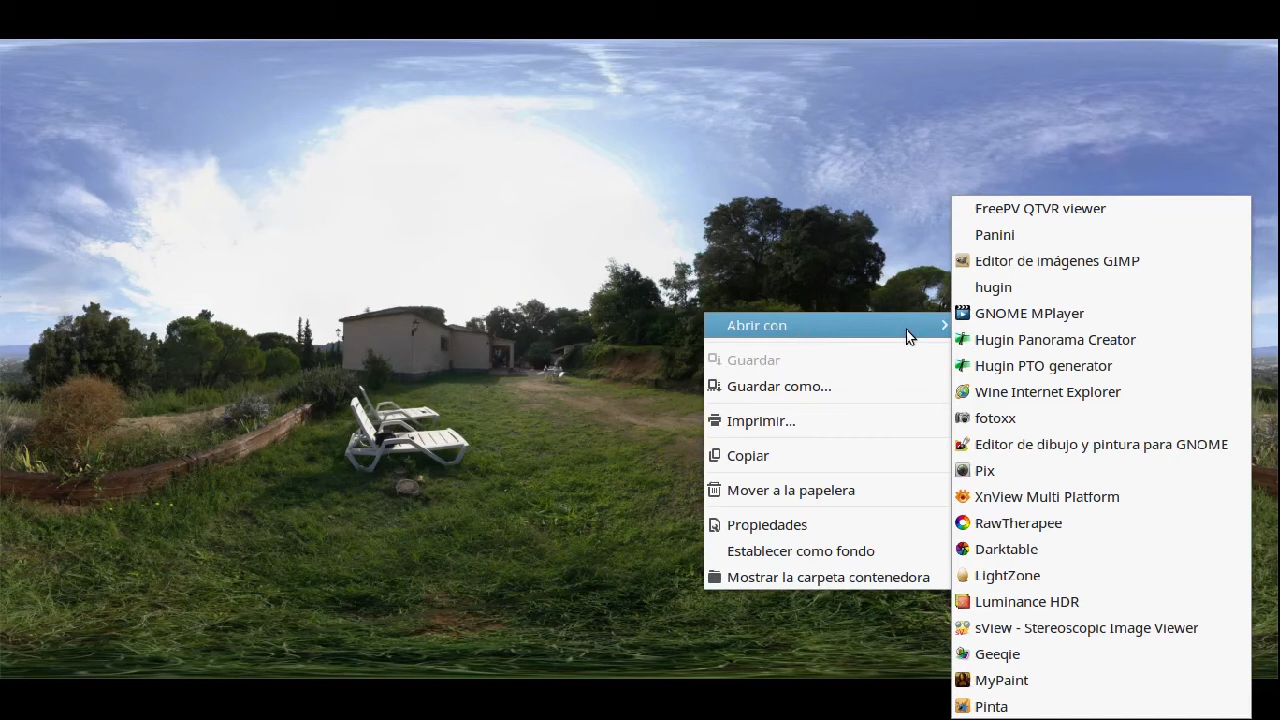 Abrir con
Guardar
Guardar como...
Imprimir...
Copiar
Mover a la papelera
Propiedades
Establecer como fondo
Mostrar la carpeta contenedora
FreePV QTVR viewer
Panini
Editor de imágenes GIMP
hugin
GNOME MPlayer
Hugin Panorama Creator
Hugin PTO generator
Wine Internet Explorer
fotoxx
Editor de dibujo y pintura para GNOME
Pix
XnView Multi Platform
RawTherapee
Darktable
LightZone
Luminance HDR
sView - Stereoscopic Image Viewer
Geeqie
MyPaint
Pinta